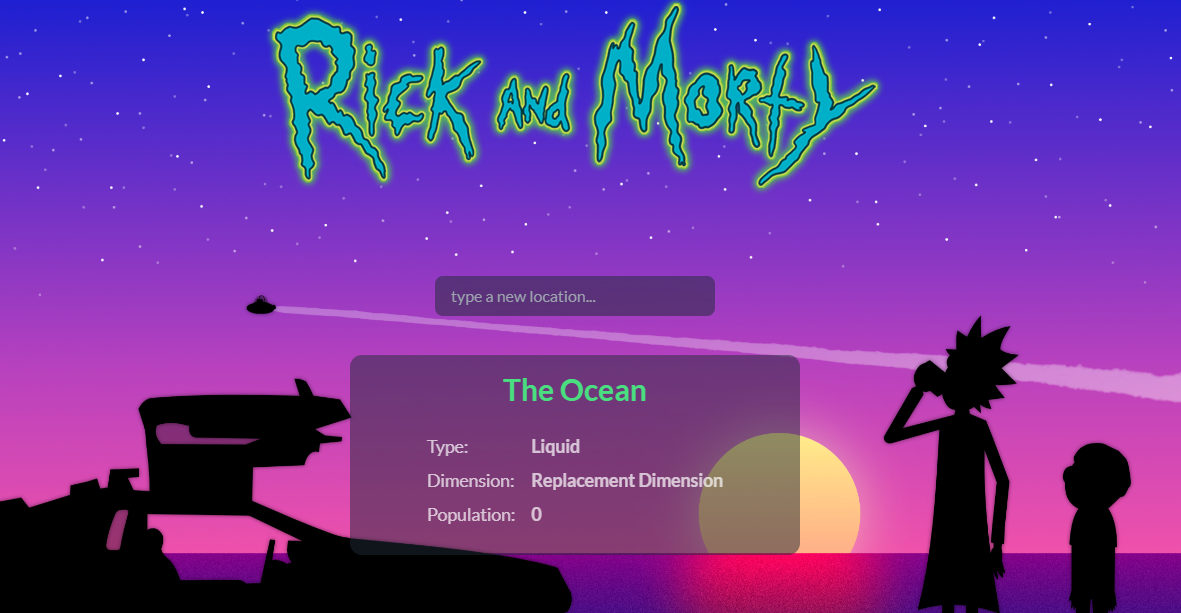 Rick and Morty
type a new location...
The Ocean
Type: Liquid
Dimension: Replacement Dimension
Population: 0